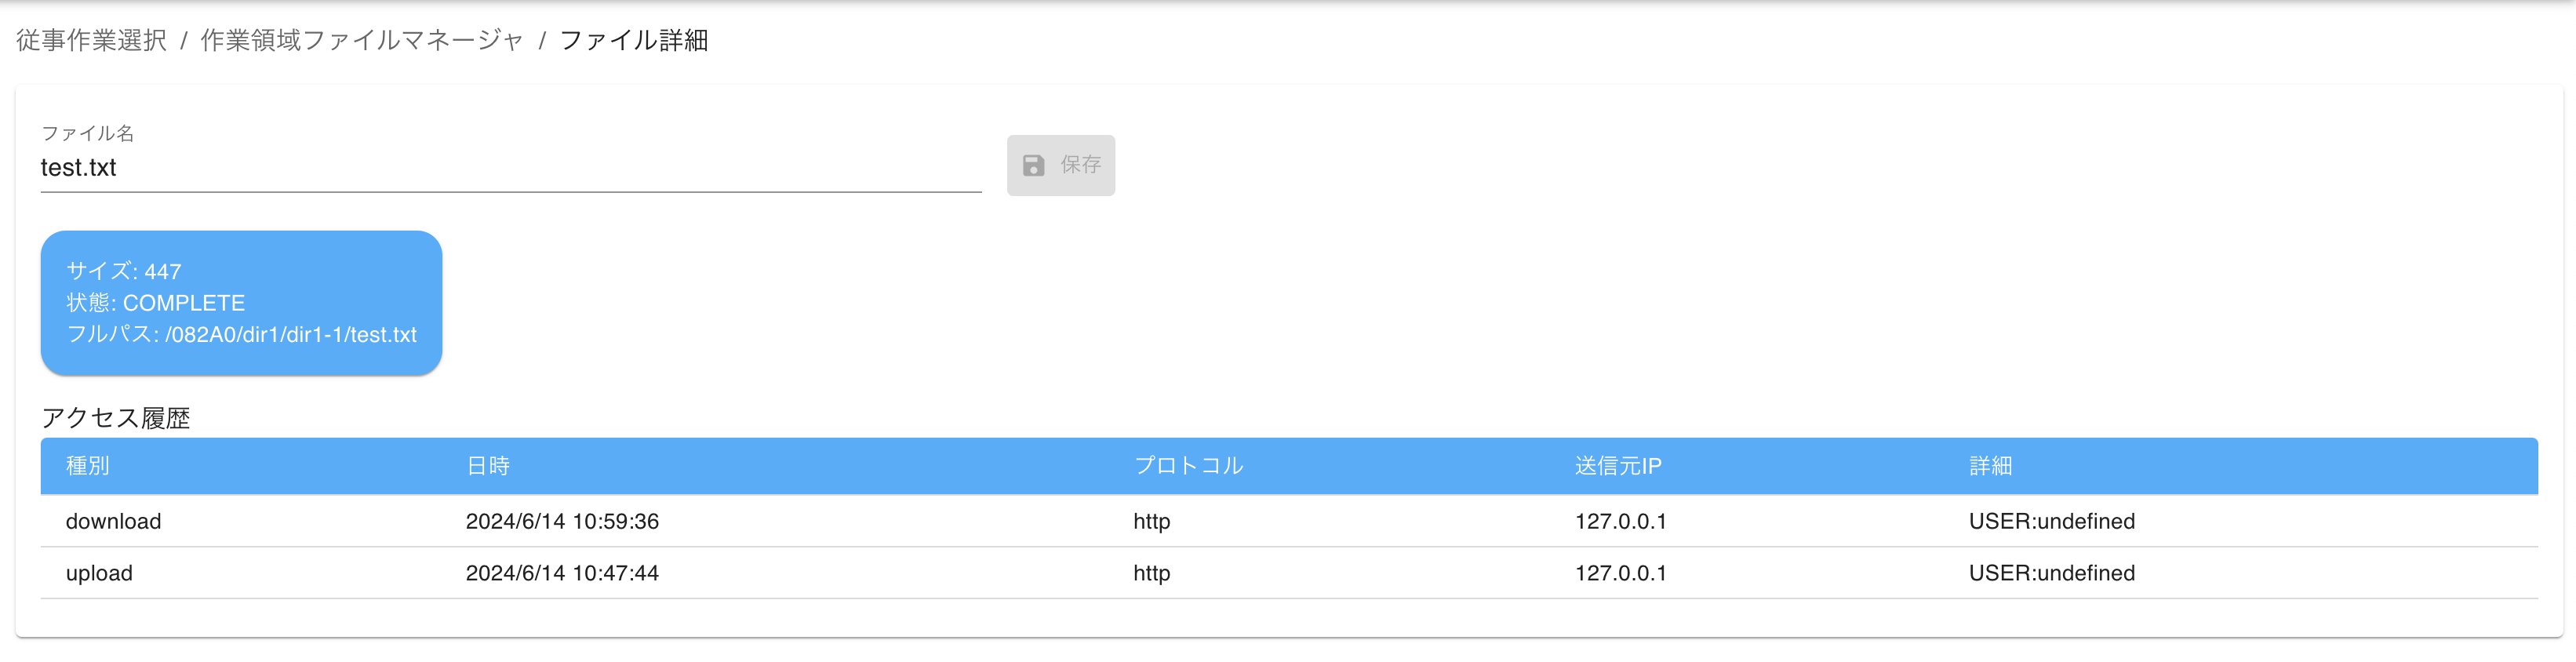 従事作業選択 / 作業領域ファイルマネージャ / ファイル詳細
ファイル名
test.txt
保存
サイズ: 447
状態: COMPLETE
フルパス: /082A0/dir1/dir1-1/test.txt
アクセス履歴
種別 日時 プロトコル 送信元IP 詳細
download 2024/6/14 10:59:36 http 127.0.0.1 USER:undefined
upload 2024/6/14 10:47:44 http 127.0.0.1 USER:undefined